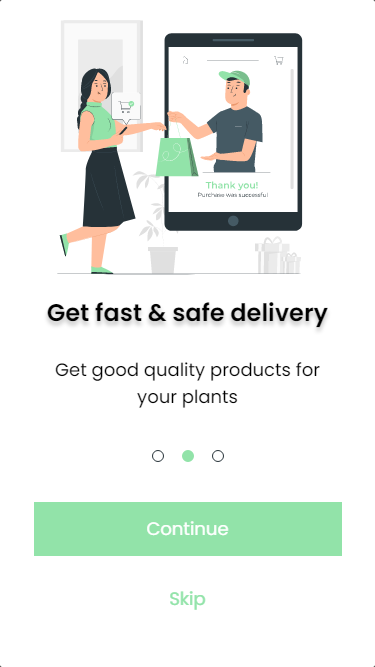 Thank you!
Purchase was successful
Get fast & safe delivery
Get good quality products for
your plants
Continue
Skip